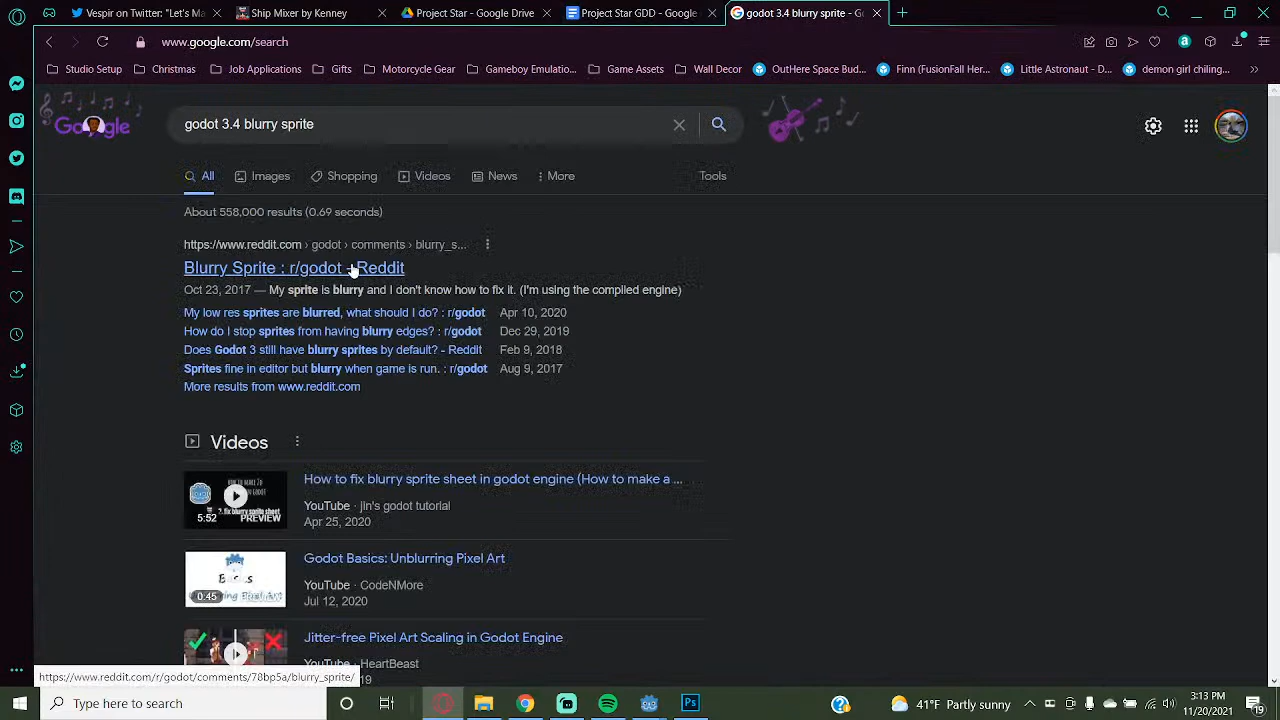 Vespir on Twitter: "Let's Ma
Ship Mixer by Kenney
Project Star - Google Drive
Project Star GDD - Google
godot 3.4 blurry sprite - Go
www.google.com/search
Studio Setup
Christmas
Job Applications
Gifts
Motorcycle Gear
Gameboy Emulatio...
Game Assets
Wall Decor
OutHere Space Bud...
Finn (FusionFall Her...
Little Astronaut - D...
demon girl chiling...
Google
godot 3.4 blurry sprite
All
Images
Shopping
Videos
News
More
Tools
About 558,000 results (0.69 seconds)
https://www.reddit.com › godot › comments › blurry_s...
Blurry Sprite : r/godot - Reddit
Oct 23, 2017 — My sprite is blurry and I don't know how to fix it. (I'm using the complied engine)
My low res sprites are blurred, what should I do? : r/godot Apr 10, 2020
How do I stop sprites from having blurry edges? : r/godot Dec 29, 2019
Does Godot 3 still have blurry sprites by default? - Reddit Feb 9, 2018
Sprites fine in editor but blurry when game is run. : r/godot Aug 9, 2017
More results from www.reddit.com
Videos
How to fix blurry sprite sheet in godot engine (How to make a ...
YouTube · jin's godot tutorial
Apr 25, 2020
5:52 PREVIEW
Godot Basics: Unblurring Pixel Art
YouTube · CodeNMore
Jul 12, 2020
0:45
Jitter-free Pixel Art Scaling in Godot Engine
YouTube · HeartBeast
19
https://www.reddit.com/r/godot/comments/78bp5a/blurry_sprite/
Type here to search
Ps
41°F Partly sunny
3:13 PM
11/20/2021